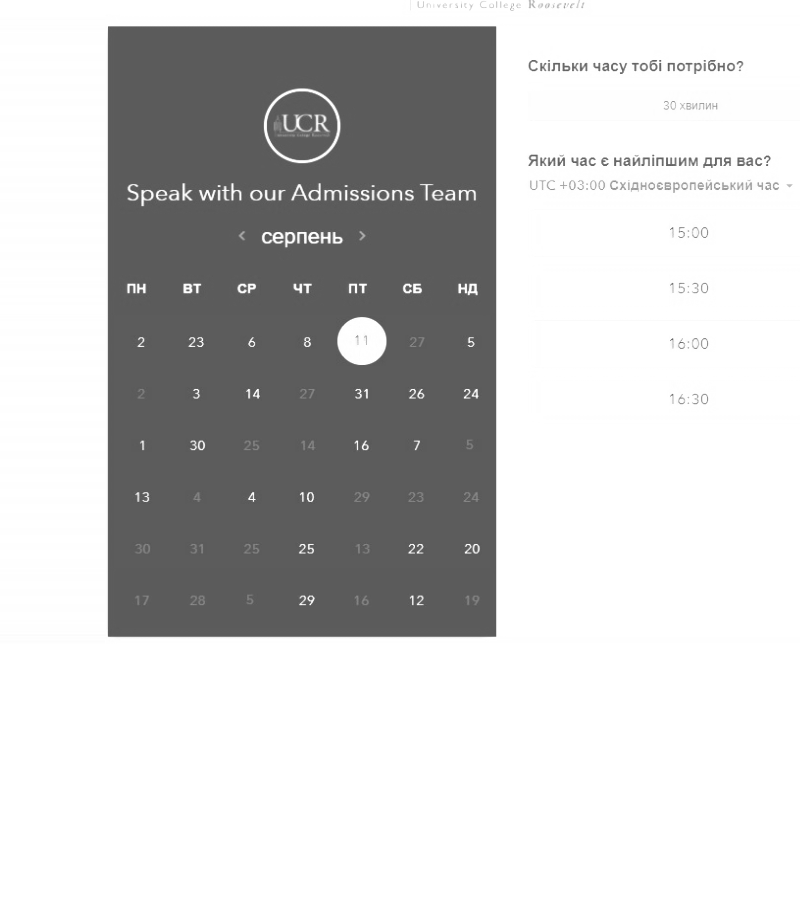 University College Roosevelt
UCR
Speak with our Admissions Team
< серпень >
ПН ВТ СР ЧТ ПТ СБ НД
2 23 6 8 11 27 5
2 3 14 27 31 26 24
1 30 25 14 16 7 5
13 4 4 10 29 23 24
30 31 25 25 13 22 20
17 28 5 29 16 12 19
Скільки часу тобі потрібно?
30 хвилин
Який час є найліпшим для вас?
UTC +03:00 Східноєвропейський час
15:00
15:30
16:00
16:30